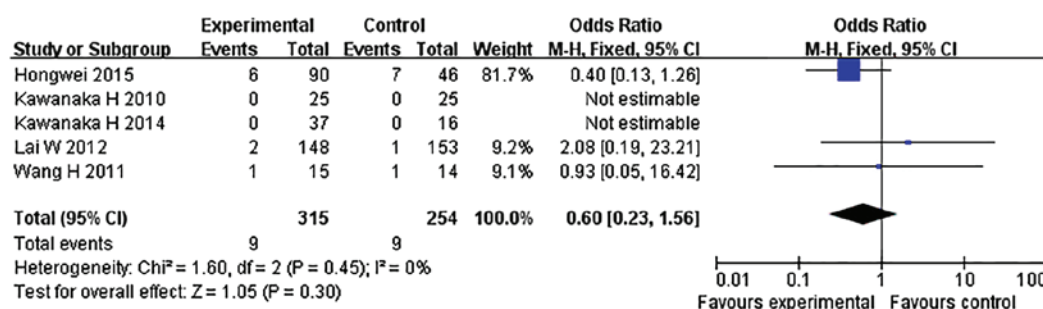 Experimental Control Odds Ratio Odds Ratio
Study or Subgroup Events Total Events Total Weight M-H, Fixed, 95% CI M-H, Fixed, 95% CI
Hongwei 2015 6 90 7 46 81.7% 0.40 [0.13, 1.26]
Kawanaka H 2010 0 25 0 25 Not estimable
Kawanaka H 2014 0 37 0 16 Not estimable
Lai W 2012 2 148 1 153 9.2% 2.08 [0.19, 23.21]
Wang H 2011 1 15 1 14 9.1% 0.93 [0.05, 16.42]
Total (95% CI) 315 254 100.0% 0.60 [0.23, 1.56]
Total events 9 9
Heterogeneity: Chi² = 1.60, df = 2 (P = 0.45); I² = 0%
Test for overall effect: Z = 1.05 (P = 0.30)
0.01 0.1 1 10 100
Favours experimental Favours control